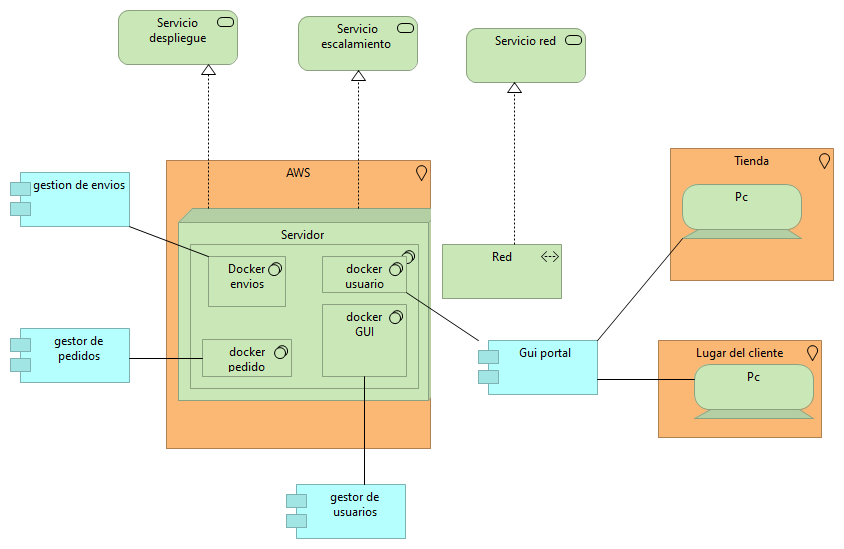 Servicio
despliegue
Servicio
escalamiento
Servicio red
AWS
Tienda
gestion de envios
Pc
Servidor
Red
Docker
envios
docker
usuario
docker
GUI
gestor de
pedidos
docker
pedido
Gui portal
Lugar del cliente
Pc
gestor de
usuarios